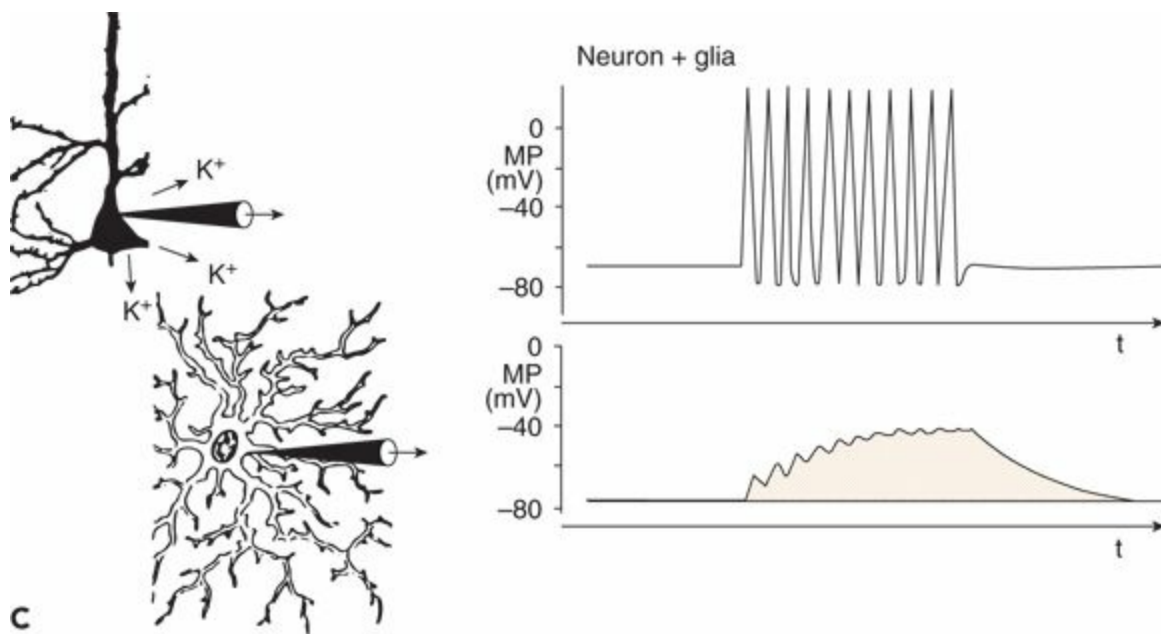 Neuron + glia
0
MP
(mV)
–40
–80
t
0
MP
(mV)
–40
–80
t
K⁺
K⁺
K⁺
C